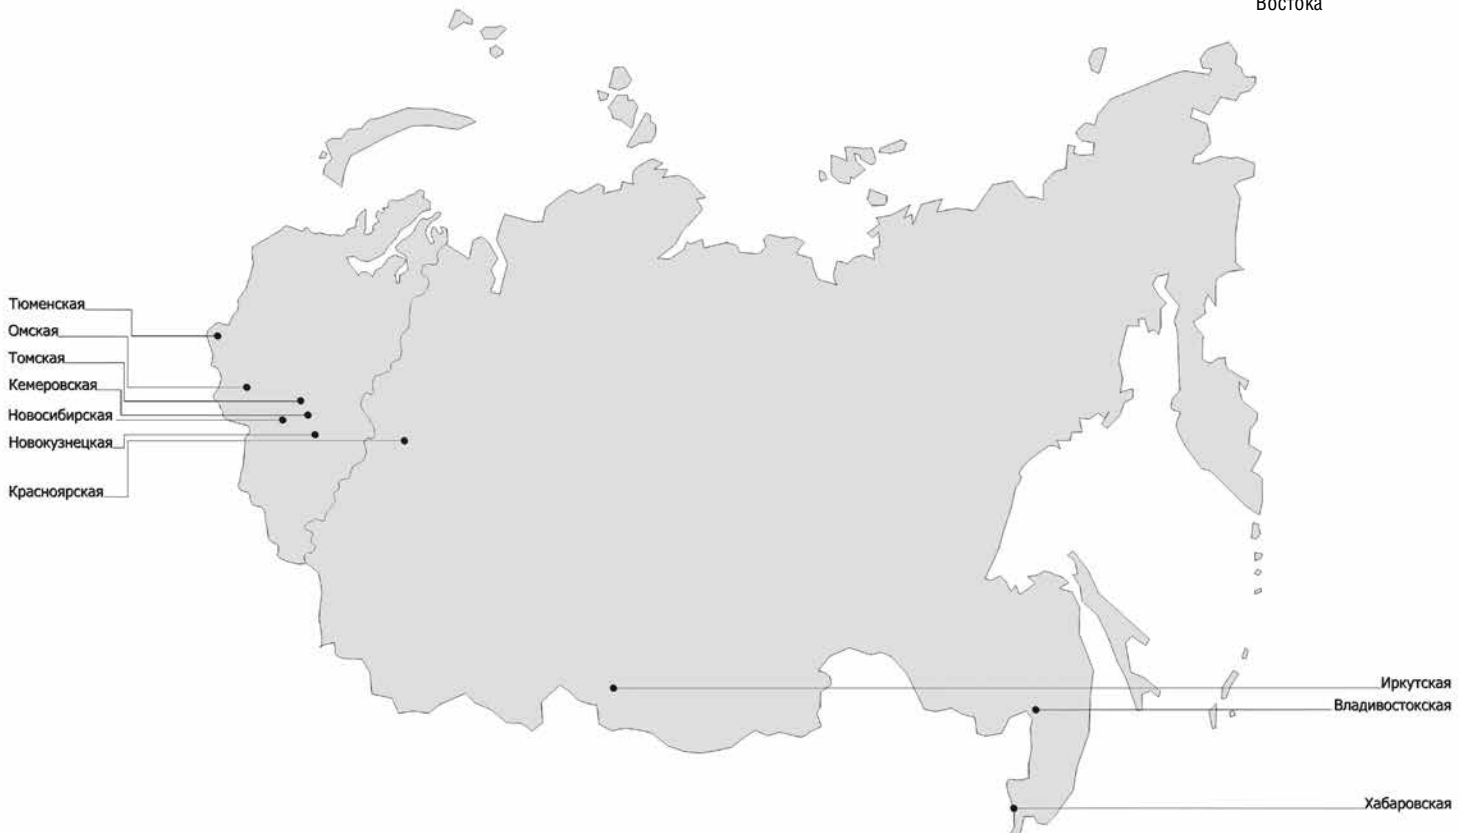 Востока
Тюменская
Омская
Томская
Кемеровская
Новосибирская
Новокузнецкая
Красноярская
Иркутская
Владивостокская
Хабаровская